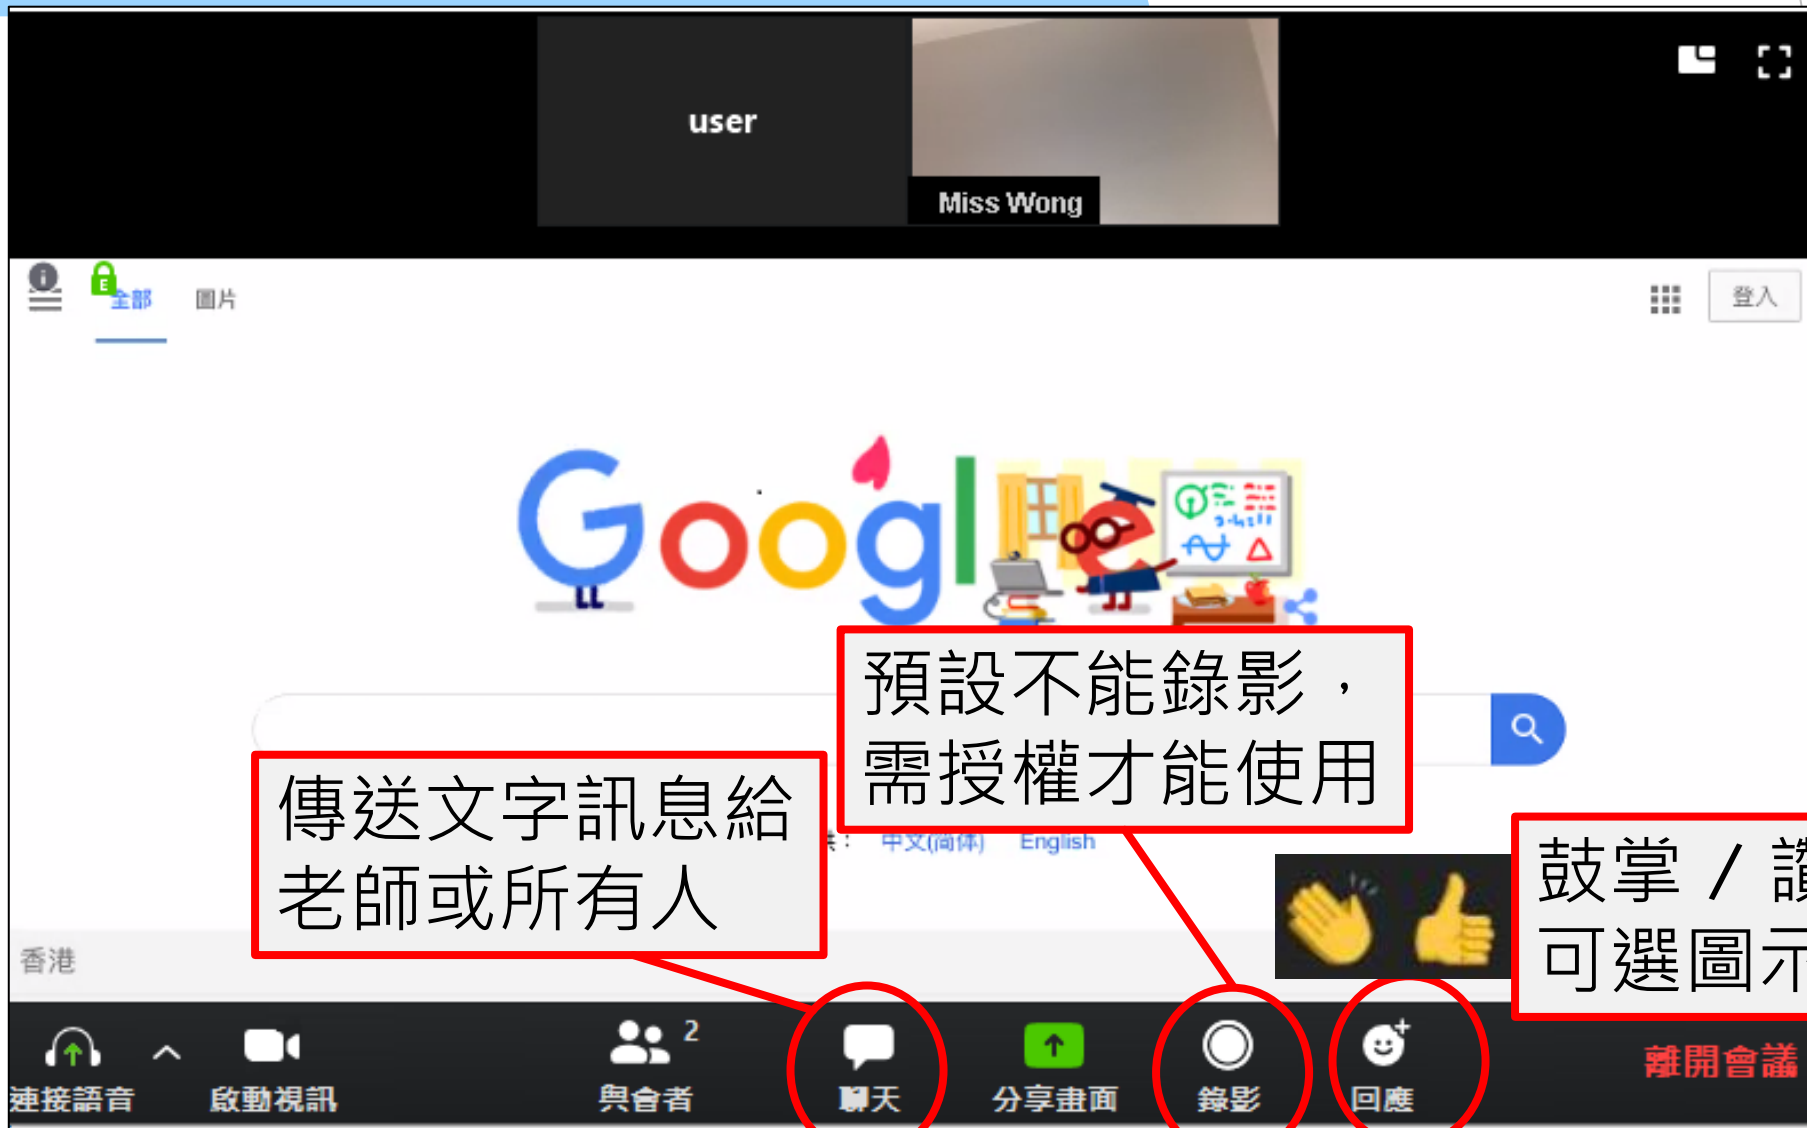 user
Miss Wong
全部 圖片
登入
Google
預設不能錄影，
需授權才能使用
傳送文字訊息給
老師或所有人
中文(简体) English
鼓掌 / 讚
可選圖示
香港
2
連接語音 啟動視訊 與會者 聊天 分享畫面 錄影 回應 離開會議